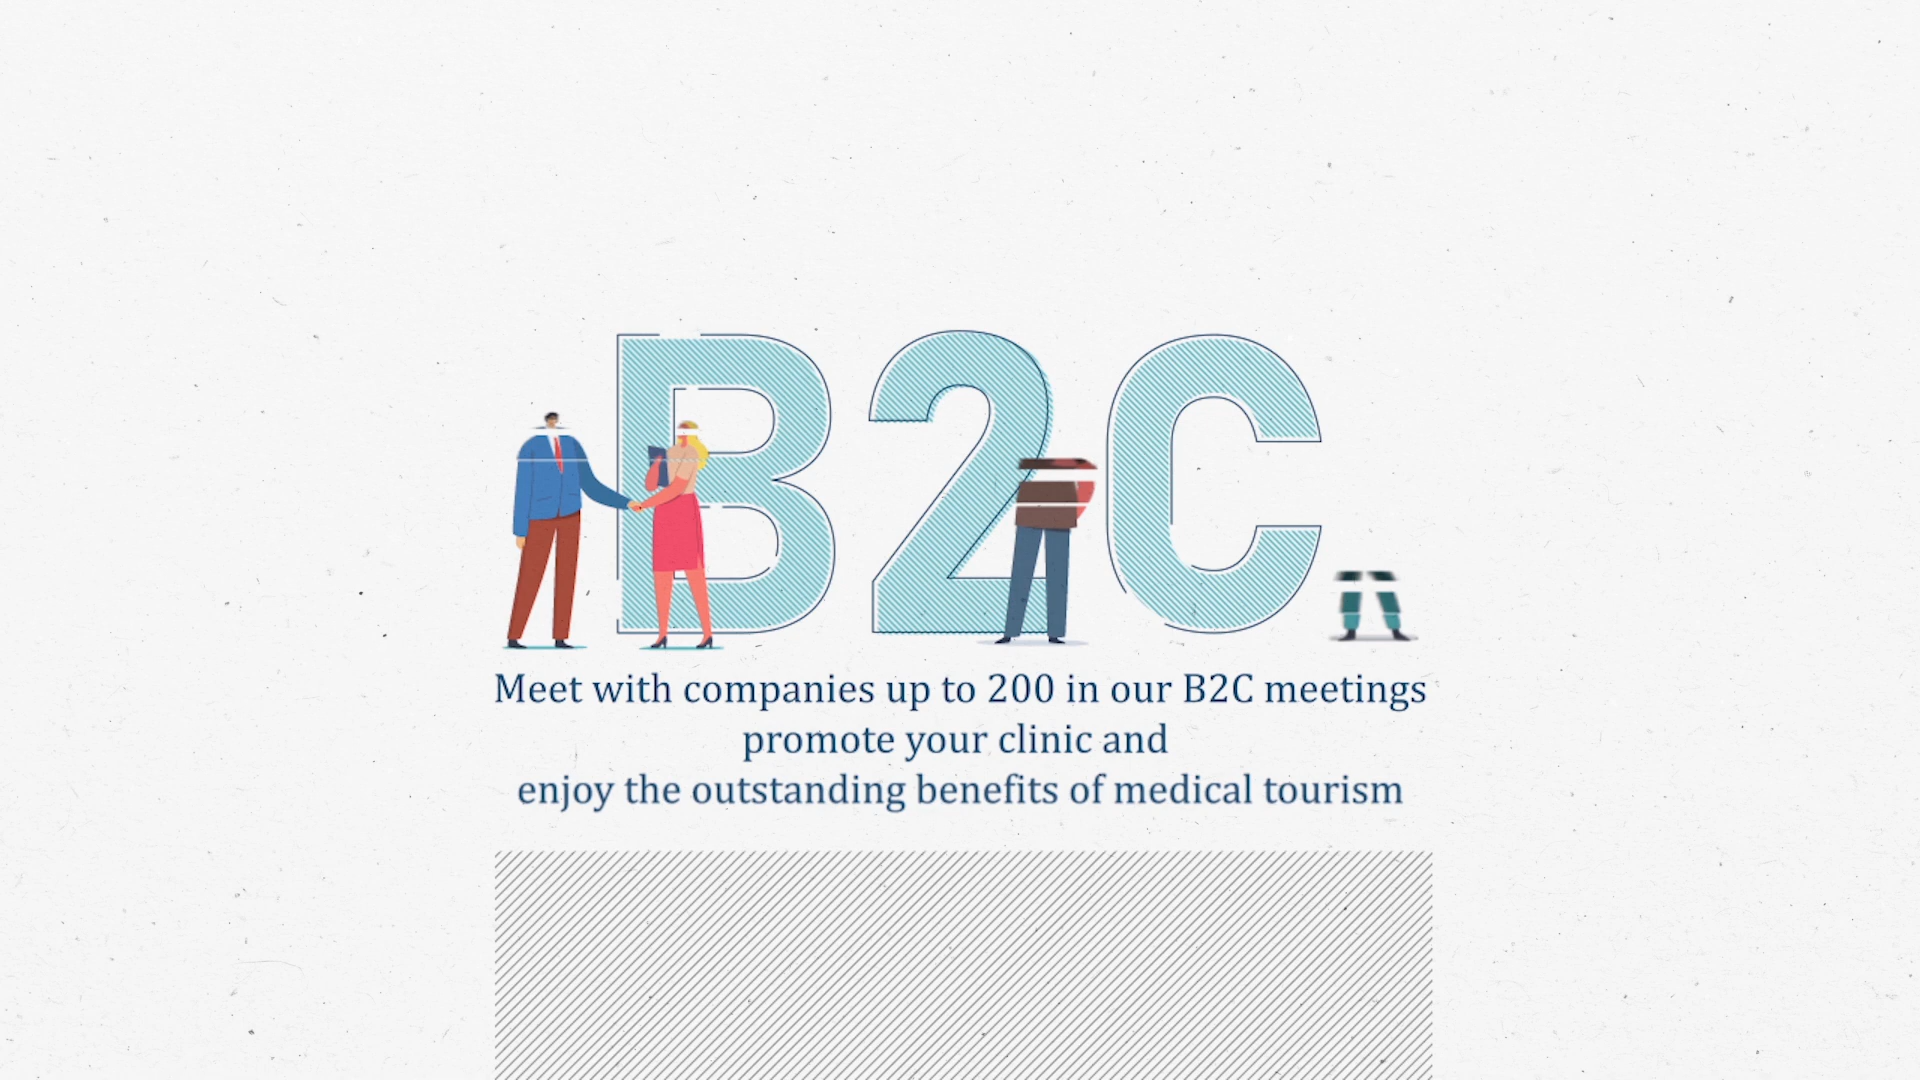 B2C
Meet with companies up to 200 in our B2C meetings
promote your clinic and
enjoy the outstanding benefits of medical tourism